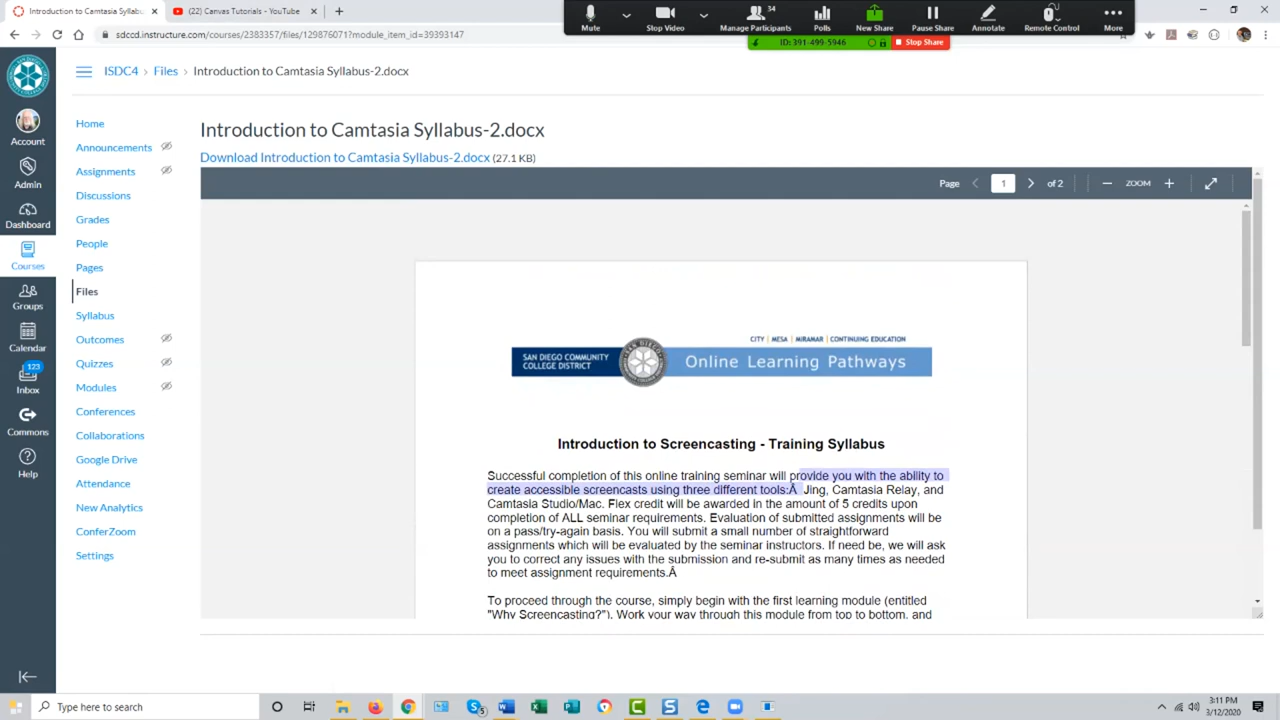 Introduction to Camtasia Syllabu
(22) Canvas Tutorials - YouTube
sdccd.instructure.com/courses/2383357/files/129876071?module_item_id=39393147
Mute
Stop Video
34
Manage Participants
New Share
Pause Share
Annotate
Remote Control
More
ID: 391-499-5946
Stop Share
ISDC4 › Files › Introduction to Camtasia Syllabus-2.docx
Account
Admin
Dashboard
Courses
Groups
Calendar
123
Inbox
Commons
Help
Home
Announcements
Assignments
Discussions
Grades
People
Pages
Files
Syllabus
Outcomes
Quizzes
Modules
Conferences
Collaborations
Google Drive
Attendance
New Analytics
ConferZoom
Settings
Introduction to Camtasia Syllabus-2.docx
Download Introduction to Camtasia Syllabus-2.docx (27.1 KB)
Page 1 of 2 ZOOM
CITY | MESA | MIRAMAR | CONTINUING EDUCATION
SAN DIEGO COMMUNITY
COLLEGE DISTRICT
Online Learning Pathways
Introduction to Screencasting - Training Syllabus
Successful completion of this online training seminar will provide you with the ability to
create accessible screencasts using three different tools:Â Jing, Camtasia Relay, and
Camtasia Studio/Mac. Flex credit will be awarded in the amount of 5 credits upon
completion of ALL seminar requirements. Evaluation of submitted assignments will be
on a pass/try-again basis. You will submit a small number of straightforward
assignments which will be evaluated by the seminar instructors. If need be, we will ask
you to correct any issues with the submission and re-submit as many times as needed
to meet assignment requirements.Â
To proceed through the course, simply begin with the first learning module (entitled
"Why Screencasting?"). Work your way through this module from top to bottom, and
Type here to search
3:11 PM
3/12/2020